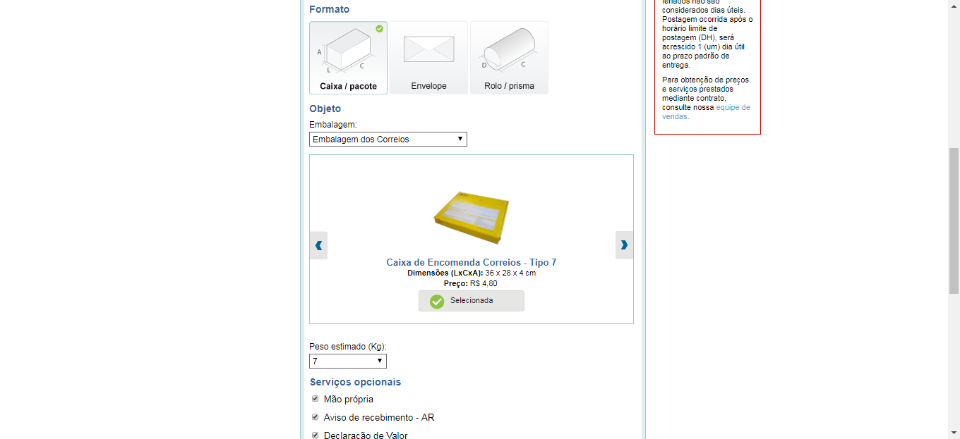 Formato
A
L
C
Caixa / pacote
Envelope
D
C
Rolo / prisma
Objeto
Embalagem:
Embalagem dos Correios
Caixa de Encomenda Correios - Tipo 7
Dimensões (LxCxA): 36 x 28 x 4 cm
Preço: R$ 4,60
Selecionada
Peso estimado (Kg):
7
Serviços opcionais
Mão própria
Aviso de recebimento - AR
Declaração de Valor
feriados não são
considerados dias úteis.
Postagem ocorrida após o
horário limite de
postagem (DH), será
acrescido 1 (um) dia útil
ao prazo padrão de
entrega.
Para obtenção de preços
e serviços prestados
mediante contrato,
consulte nossa equipe de
vendas.